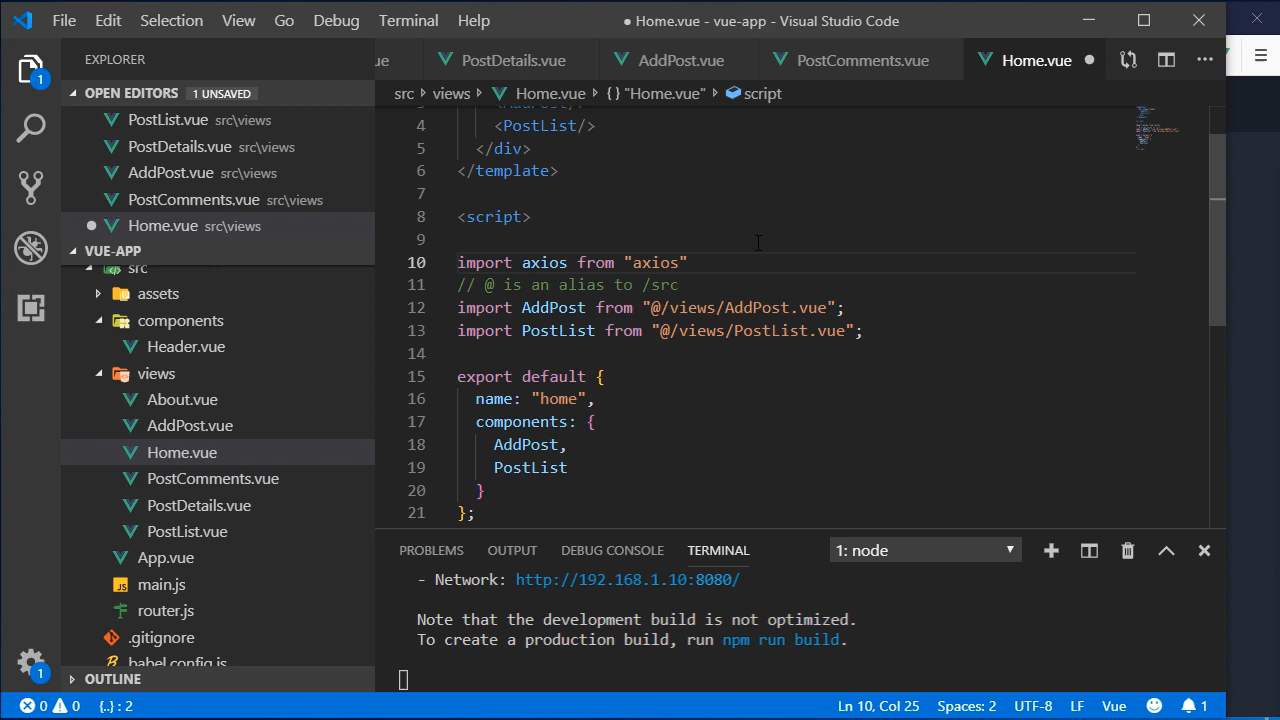 File Edit Selection View Go Debug Terminal Help
● Home.vue - vue-app - Visual Studio Code
EXPLORER
OPEN EDITORS 1 UNSAVED
PostList.vue src\views
PostDetails.vue src\views
AddPost.vue src\views
PostComments.vue src\views
Home.vue src\views
VUE-APP
src
assets
components
Header.vue
views
About.vue
AddPost.vue
Home.vue
PostComments.vue
PostDetails.vue
PostList.vue
App.vue
JS main.js
router.js
.gitignore
babel.config.js
OUTLINE
ue PostDetails.vue AddPost.vue PostComments.vue Home.vue
src › views › Home.vue › {} "Home.vue" › script
3 <AddPost/>
4 <PostList/>
5 </div>
6 </template>
7
8 <script>
9
10 import axios from "axios"
11 // @ is an alias to /src
12 import AddPost from "@/views/AddPost.vue";
13 import PostList from "@/views/PostList.vue";
14
15 export default {
16 name: "home",
17 components: {
18 AddPost,
19 PostList
20 }
21 };
PROBLEMS OUTPUT DEBUG CONSOLE TERMINAL 1: node
- Network: http://192.168.1.10:8080/
Note that the development build is not optimized.
To create a production build, run npm run build.
1
1
0 0 {..} : 2 Ln 10, Col 25 Spaces: 2 UTF-8 LF Vue 1